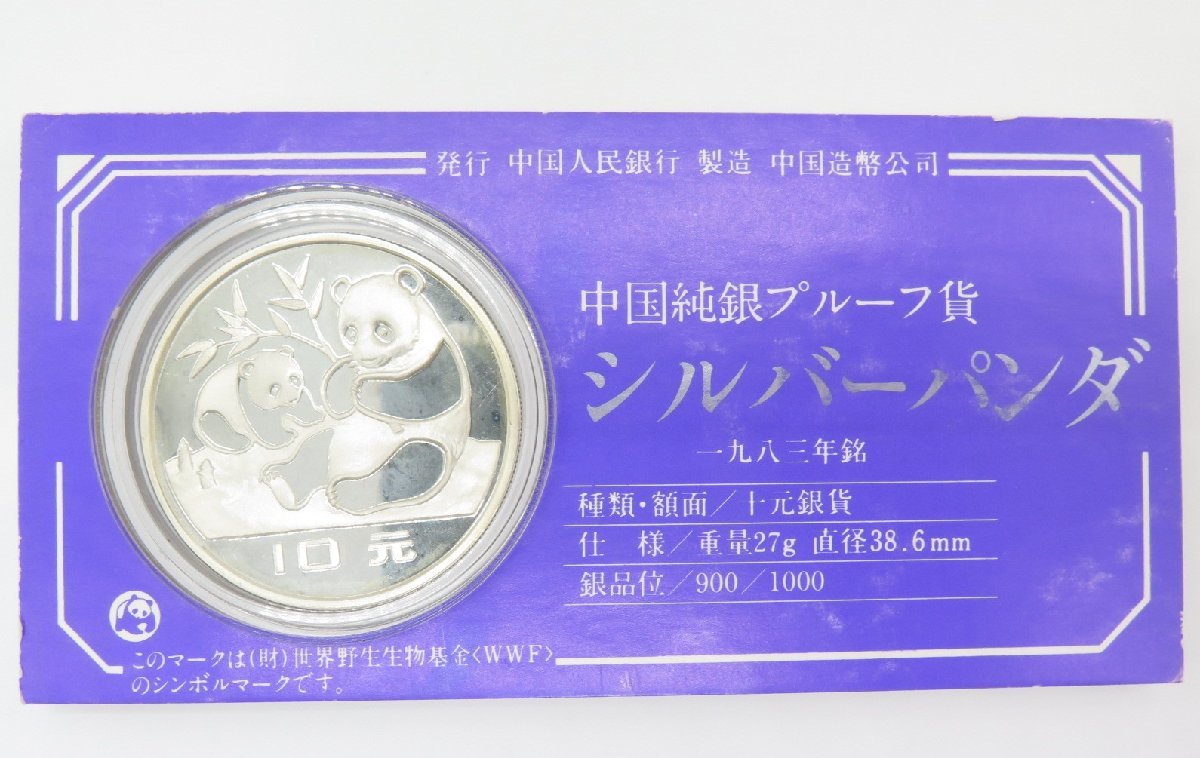 発行 中国人民銀行 製造 中国造幣公司
中国純銀プルーフ貨
シルバーパンダ
一九八三年銘
種類・額面/十元銀貨
仕 様/重量27g 直径38.6mm
銀品位/900/1000
10 元
このマークは(財)世界野生生物基金〈WWF〉
のシンボルマークです。